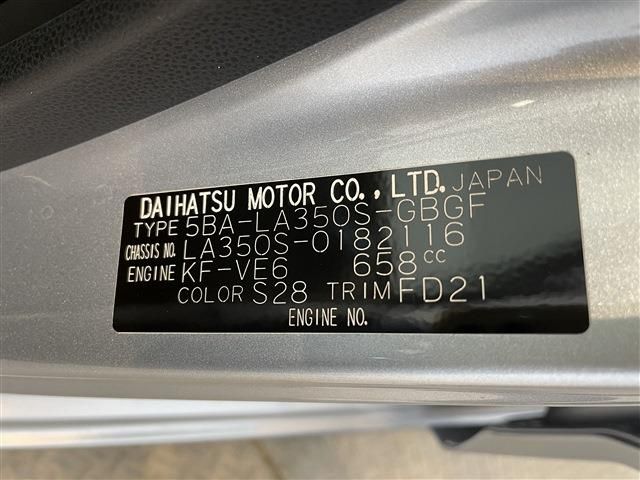 DAIHATSU MOTOR CO., LTD. JAPAN
TYPE 5BA-LA350S-GBGF
CHASSIS NO. LA350S-0182116
ENGINE KF-VE6 658cc
COLOR S28 TRIM FD21
ENGINE NO.